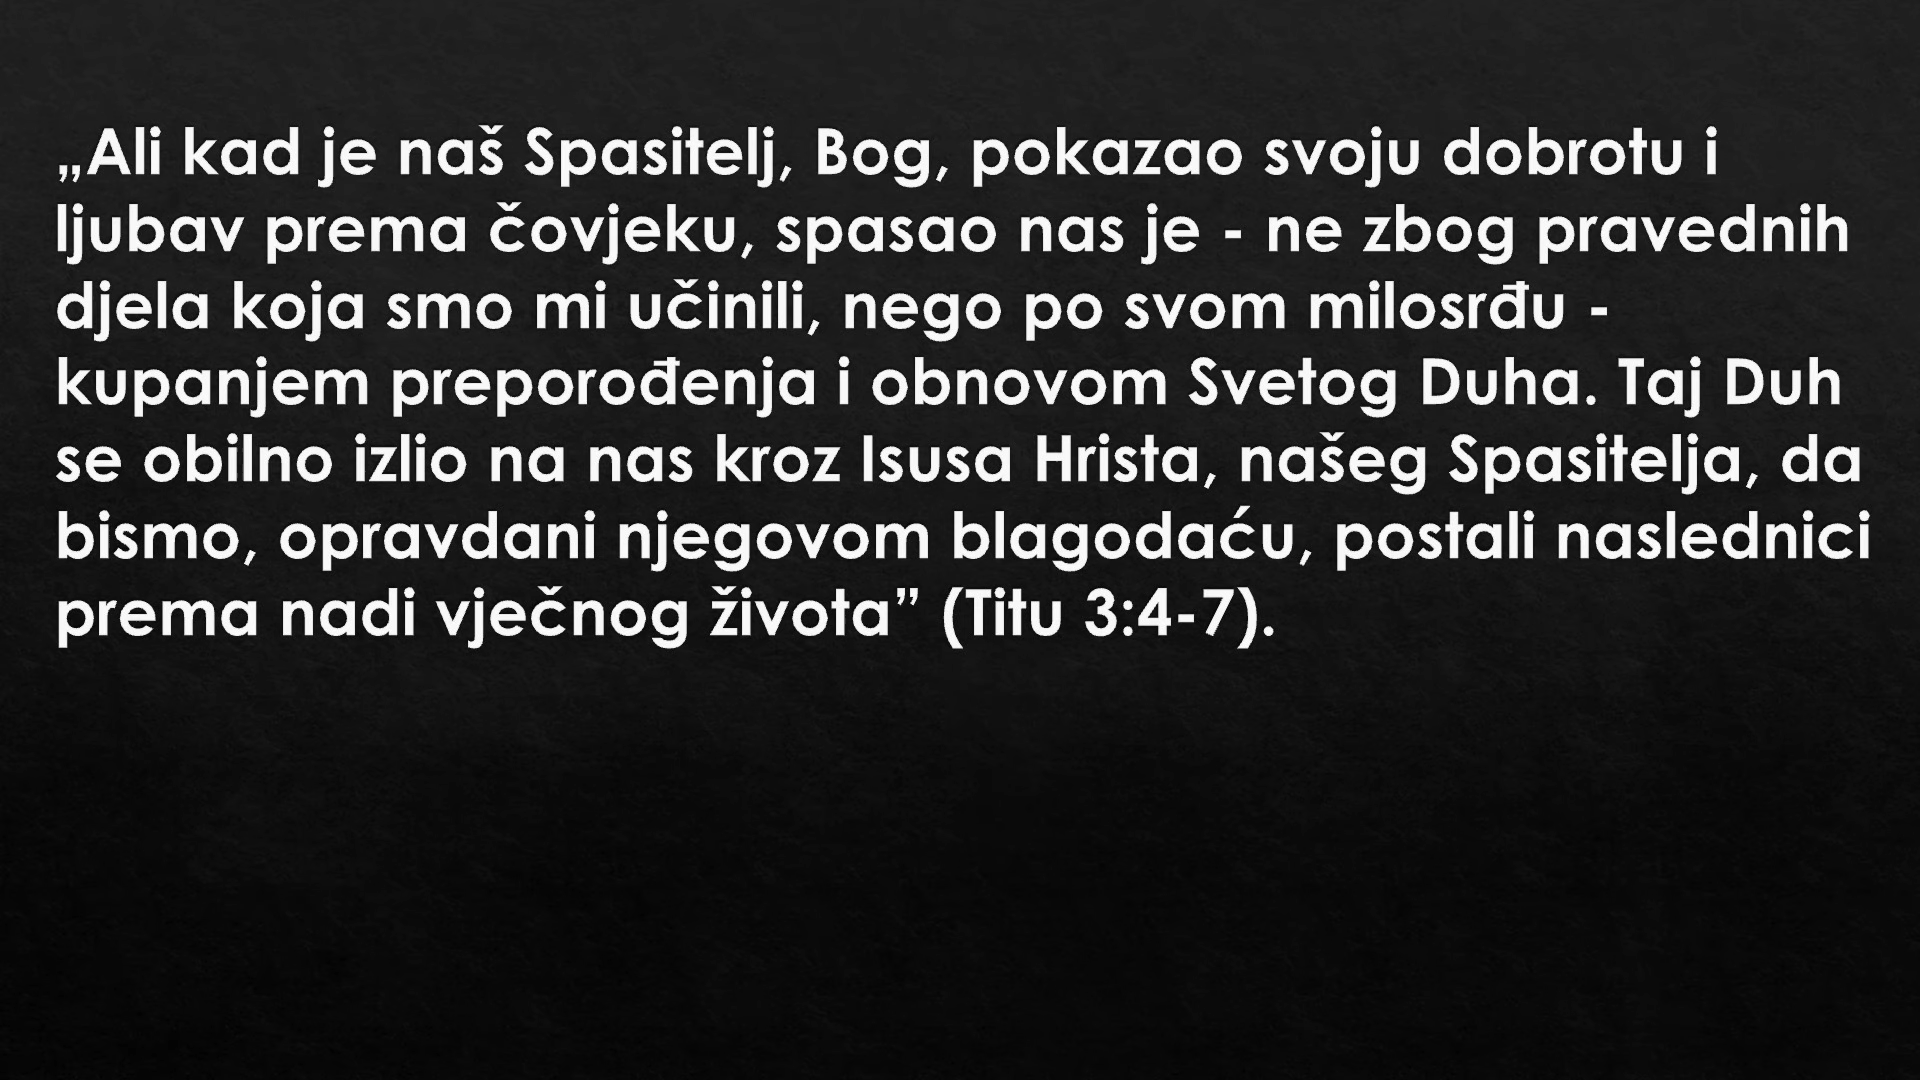 „Ali kad je naš Spasitelj, Bog, pokazao svoju dobrotu i
ljubav prema čovjeku, spasao nas je - ne zbog pravednih
djela koja smo mi učinili, nego po svom milosrđu -
kupanjem preporođenja i obnovom Svetog Duha. Taj Duh
se obilno izlio na nas kroz Isusa Hrista, našeg Spasitelja, da
bismo, opravdani njegovom blagodaću, postali naslednici
prema nadi vječnog života” (Titu 3:4-7).